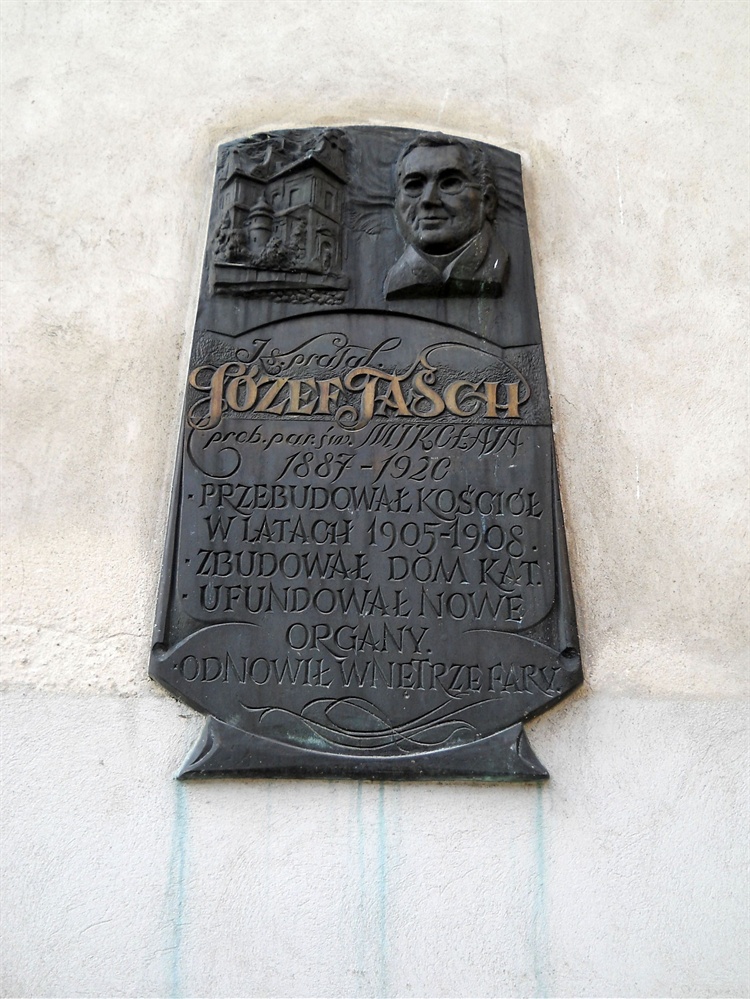 Ks. prałat.
JÓZEF JASCH
prob. par. św. MIKOŁAJA
1887-1920
· PRZEBUDOWAŁ KOŚCIÓŁ
W LATACH 1905-1908.
· ZBUDOWAŁ DOM KAT.
· UFUNDOWAŁ NOWE
ORGANY.
· ODNOWIŁ WNĘTRZE FARY.